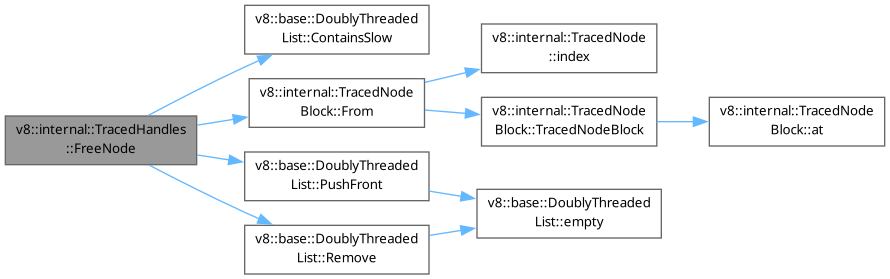 v8::internal::TracedHandles
::FreeNode
v8::base::DoublyThreaded
List::ContainsSlow
v8::internal::TracedNode
Block::From
v8::internal::TracedNode
::index
v8::internal::TracedNode
Block::TracedNodeBlock
v8::internal::TracedNode
Block::at
v8::base::DoublyThreaded
List::PushFront
v8::base::DoublyThreaded
List::empty
v8::base::DoublyThreaded
List::Remove